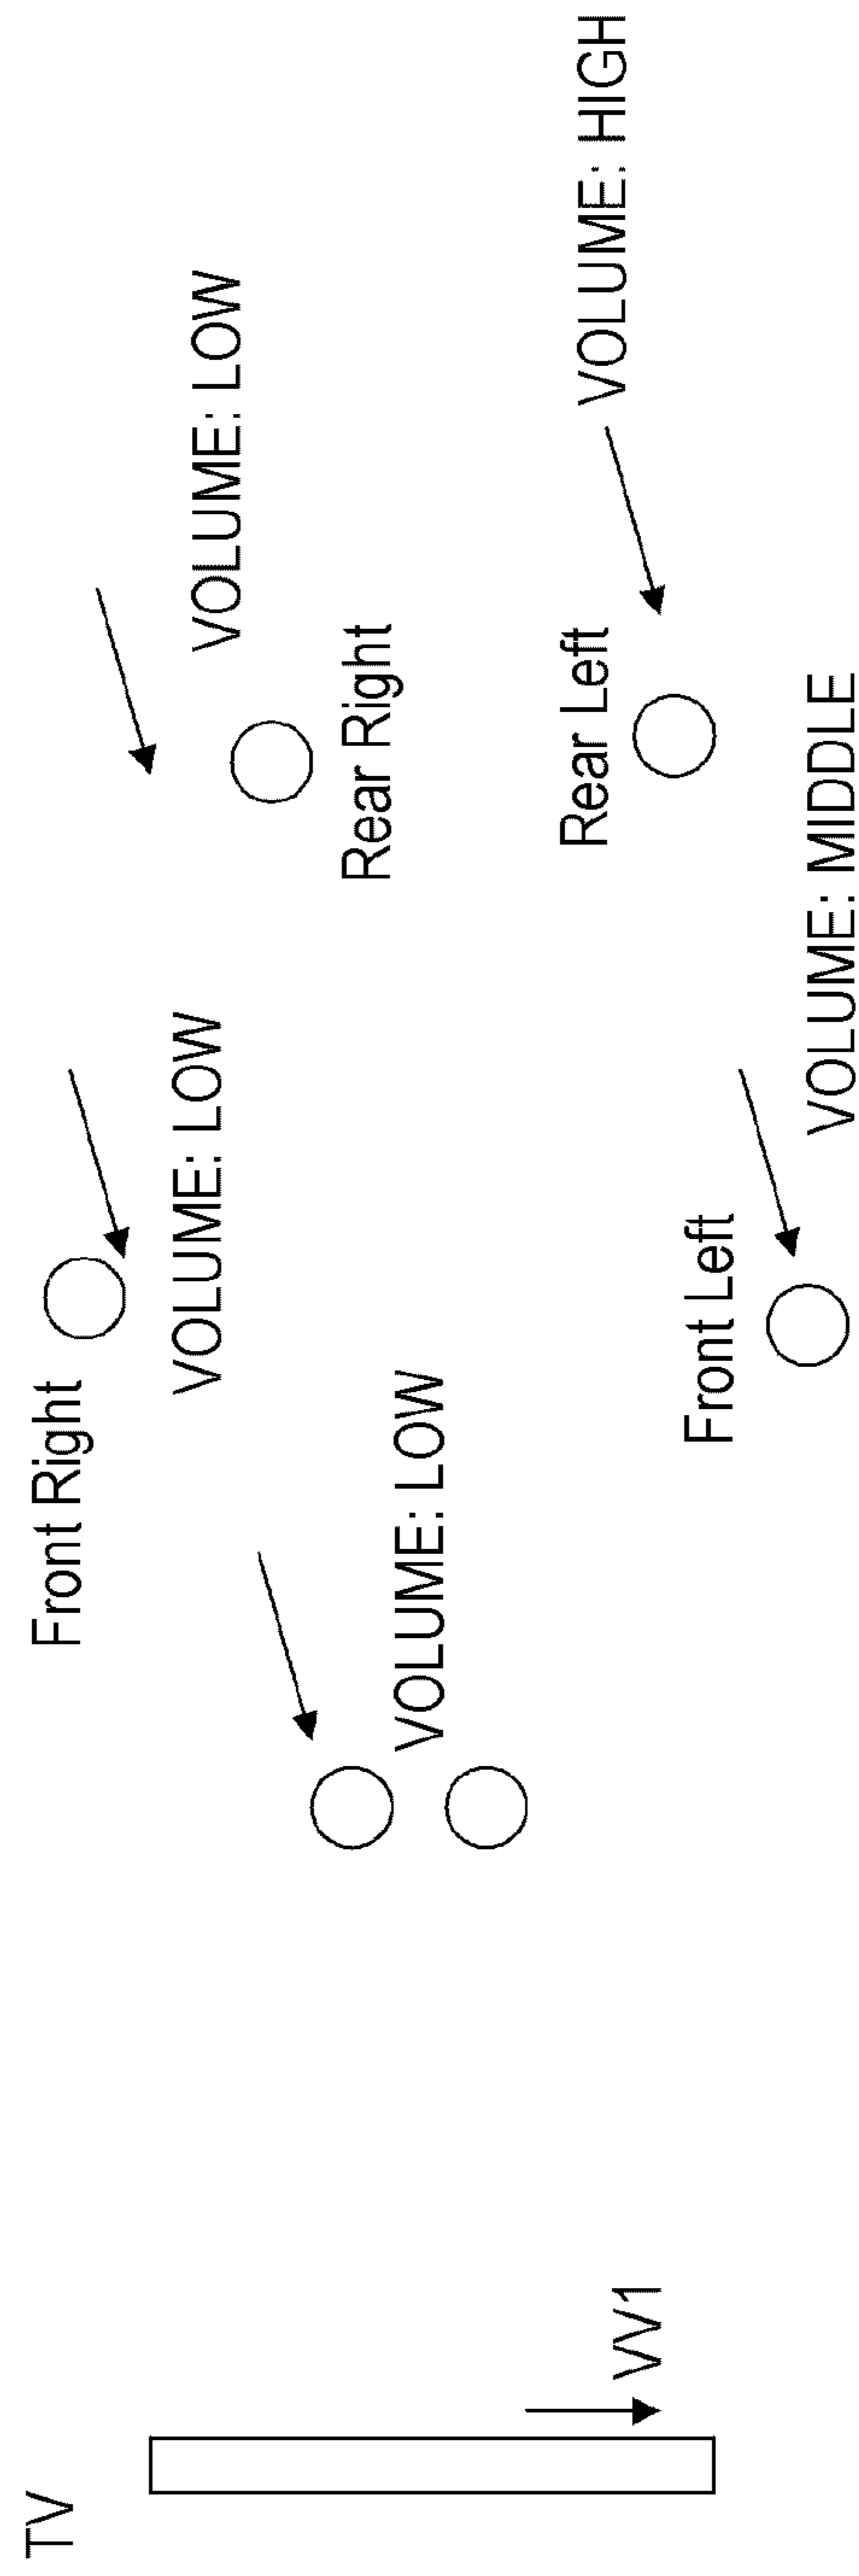 TV
Front Right
VOLUME: LOW
VOLUME: LOW
Rear Right
VOLUME: LOW
Rear Left
VOLUME: HIGH
VV1
Front Left
VOLUME: MIDDLE